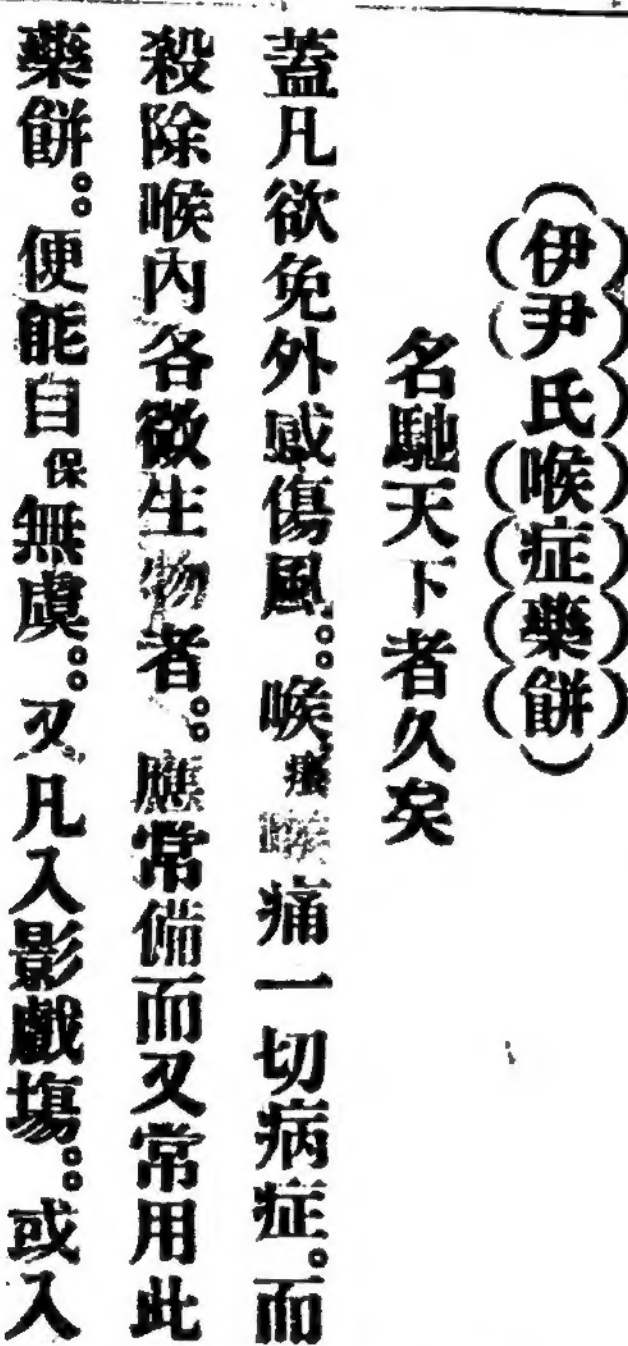 (伊)(尹)(氏)(喉)(症)(藥)(餅)
名馳天下者久矣
蓋凡欲免外感傷風。。喉癢喉痛一切病症。而
殺除喉內各微生物者。。應常備而又常用此
藥餅。。便能自保無虞。。又凡入影戲塲。。或入